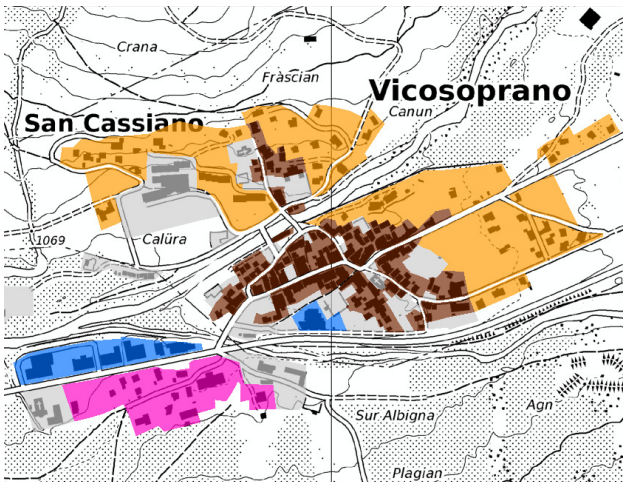 Crana
Fràscian
Vicosoprano
Canun
San Cassiano
1069
Calüra
Sur Albigna
Agn
Plagian